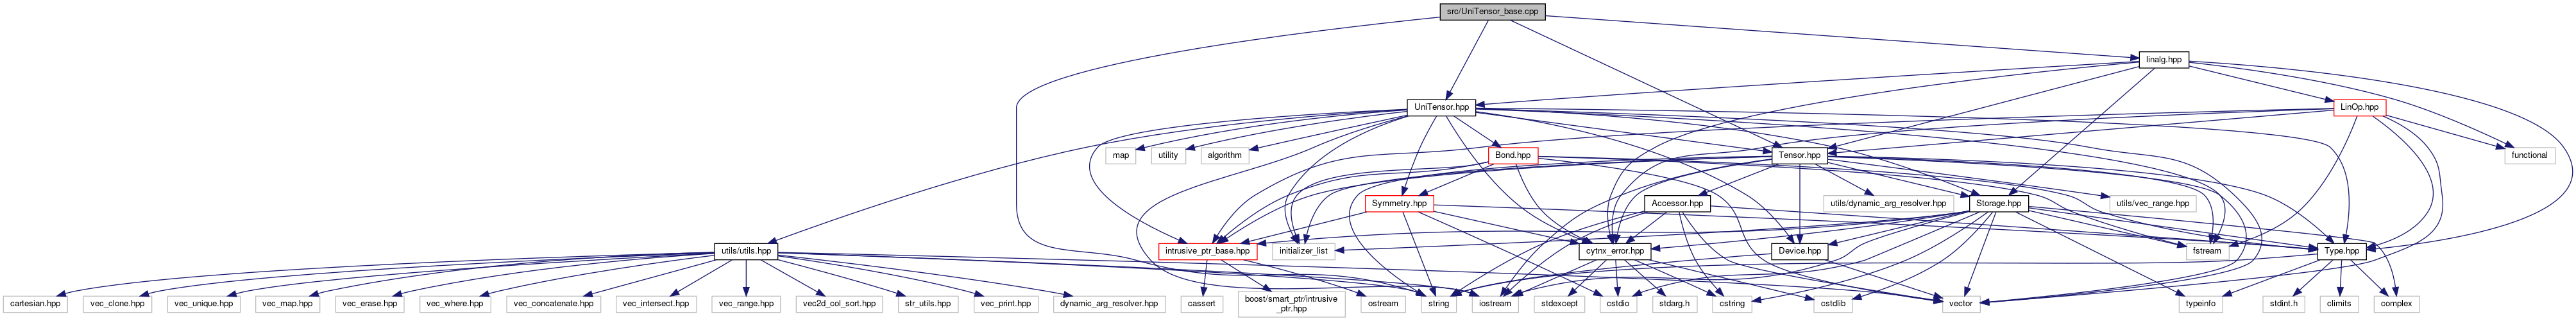 src/UniTensor_base.cpp
linalg.hpp
UniTensor.hpp
LinOp.hpp
map
utility
algorithm
Bond.hpp
Tensor.hpp
functional
Symmetry.hpp
Accessor.hpp
utils/dynamic_arg_resolver.hpp
Storage.hpp
utils/vec_range.hpp
utils/utils.hpp
intrusive_ptr_base.hpp
initializer_list
cytnx_error.hpp
Device.hpp
fstream
Type.hpp
cartesian.hpp
vec_clone.hpp
vec_unique.hpp
vec_map.hpp
vec_erase.hpp
vec_where.hpp
vec_concatenate.hpp
vec_intersect.hpp
vec_range.hpp
vec2d_col_sort.hpp
str_utils.hpp
vec_print.hpp
dynamic_arg_resolver.hpp
cassert
boost/smart_ptr/intrusive
_ptr.hpp
ostream
string
iostream
stdexcept
cstdio
stdarg.h
cstring
cstdlib
vector
typeinfo
stdint.h
climits
complex